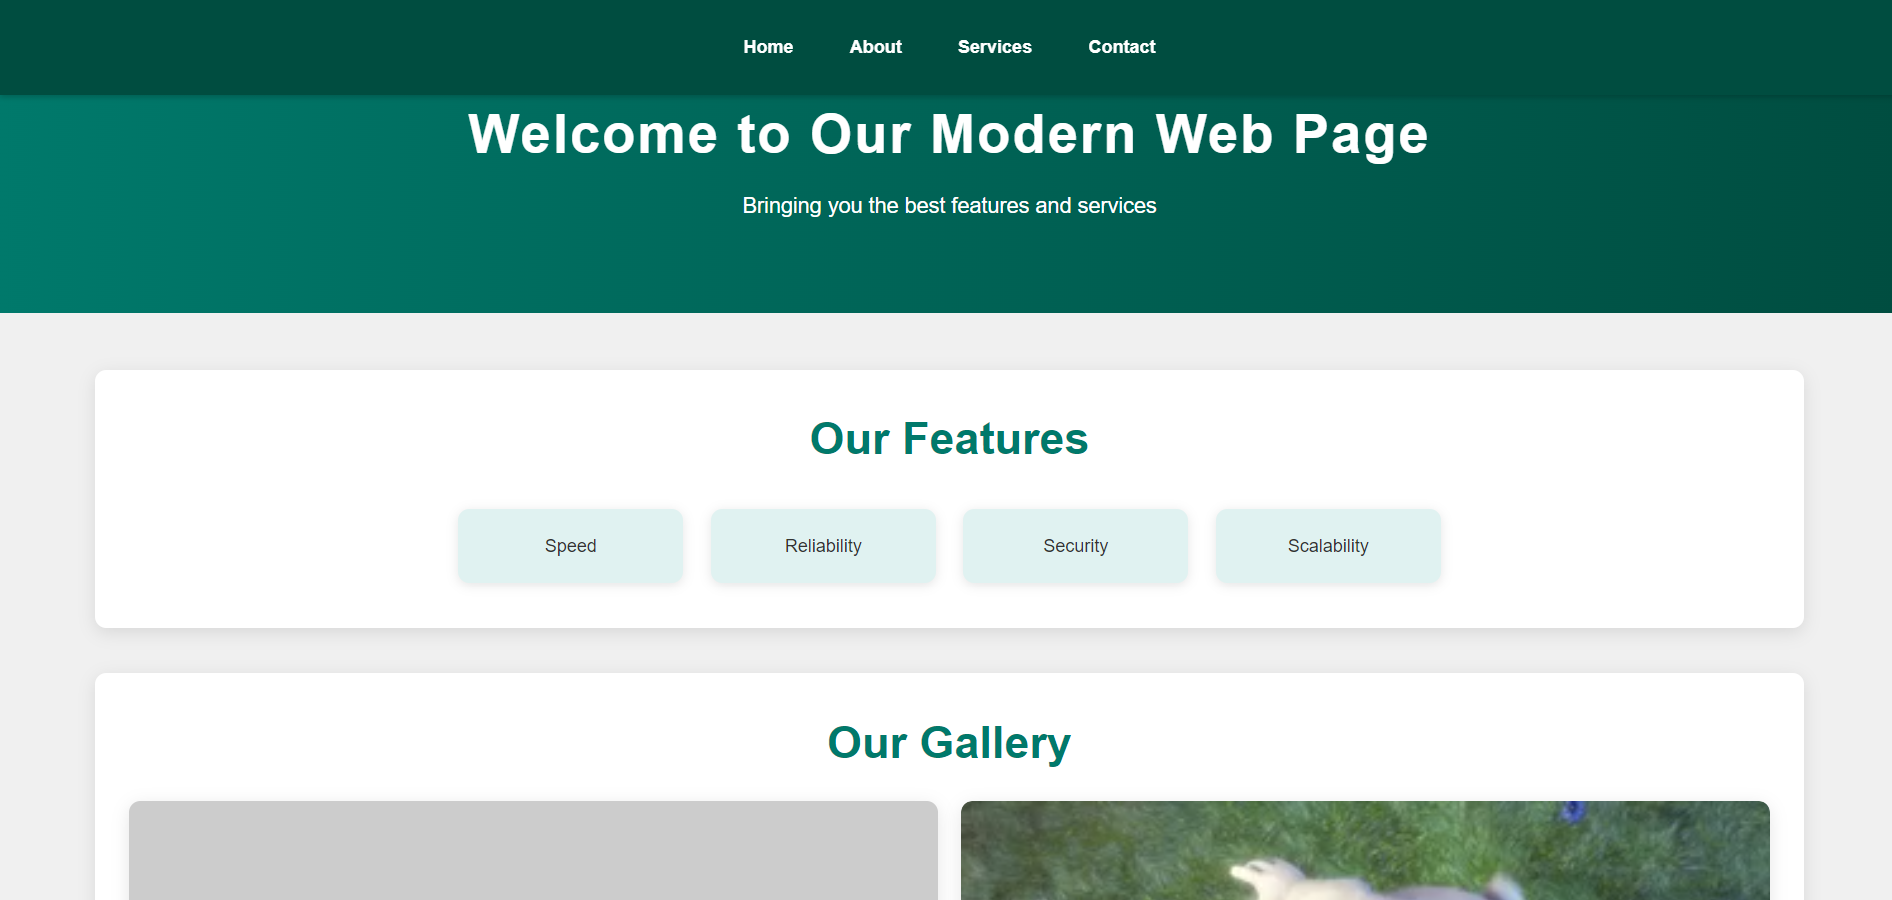 Home About Services Contact
Welcome to Our Modern Web Page
Bringing you the best features and services
Our Features
Speed Reliability Security Scalability
Our Gallery